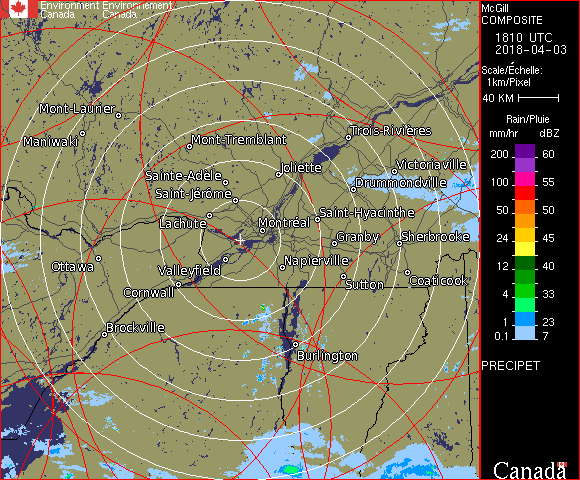 Environment Environnement
Canada Canada
McGill
COMPOSITE
1810 UTC
2018-04-03
Scale/Échelle:
1km/Pixel
40 KM
Rain/Pluie
mm/hr dBZ
200 60
100 55
50 50
24 45
12 40
4 33
1 23
0.1 7
PRECIPET
Canada
Mont-Laurier
Maniwaki
Mont-Tremblant
Trois-Rivières
Sainte-Adèle
Joliette
Victoriaville
Saint-Jérôme
Drummondville
Lachute
Montréal
Saint-Hyacinthe
Granby
Sherbrooke
Ottawa
Valleyfield
Napierville
Cornwall
Sutton
Coaticook
Brockville
Burlington